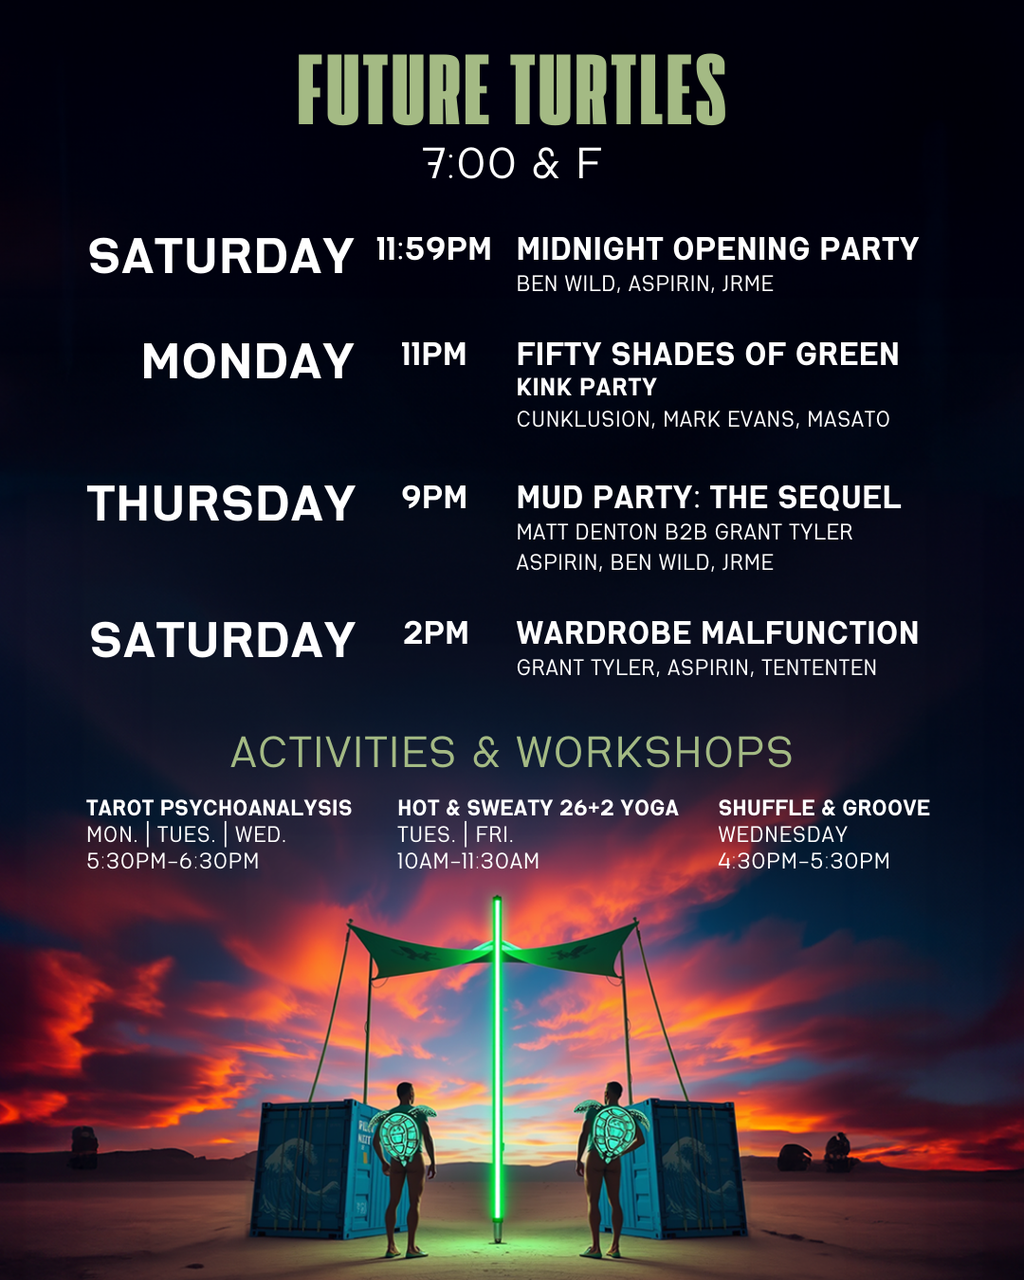 FUTURE TURTLES
7:00 & F
SATURDAY 11:59PM MIDNIGHT OPENING PARTY
BEN WILD, ASPIRIN, JRME
MONDAY 11PM FIFTY SHADES OF GREEN
KINK PARTY
CUNKLUSION, MARK EVANS, MASATO
THURSDAY 9PM MUD PARTY: THE SEQUEL
MATT DENTON B2B GRANT TYLER
ASPIRIN, BEN WILD, JRME
SATURDAY 2PM WARDROBE MALFUNCTION
GRANT TYLER, ASPIRIN, TENTENTEN
ACTIVITIES & WORKSHOPS
TAROT PSYCHOANALYSIS
MON. | TUES. | WED.
5:30PM–6:30PM
HOT & SWEATY 26+2 YOGA
TUES. | FRI.
10AM–11:30AM
SHUFFLE & GROOVE
WEDNESDAY
4:30PM–5:30PM